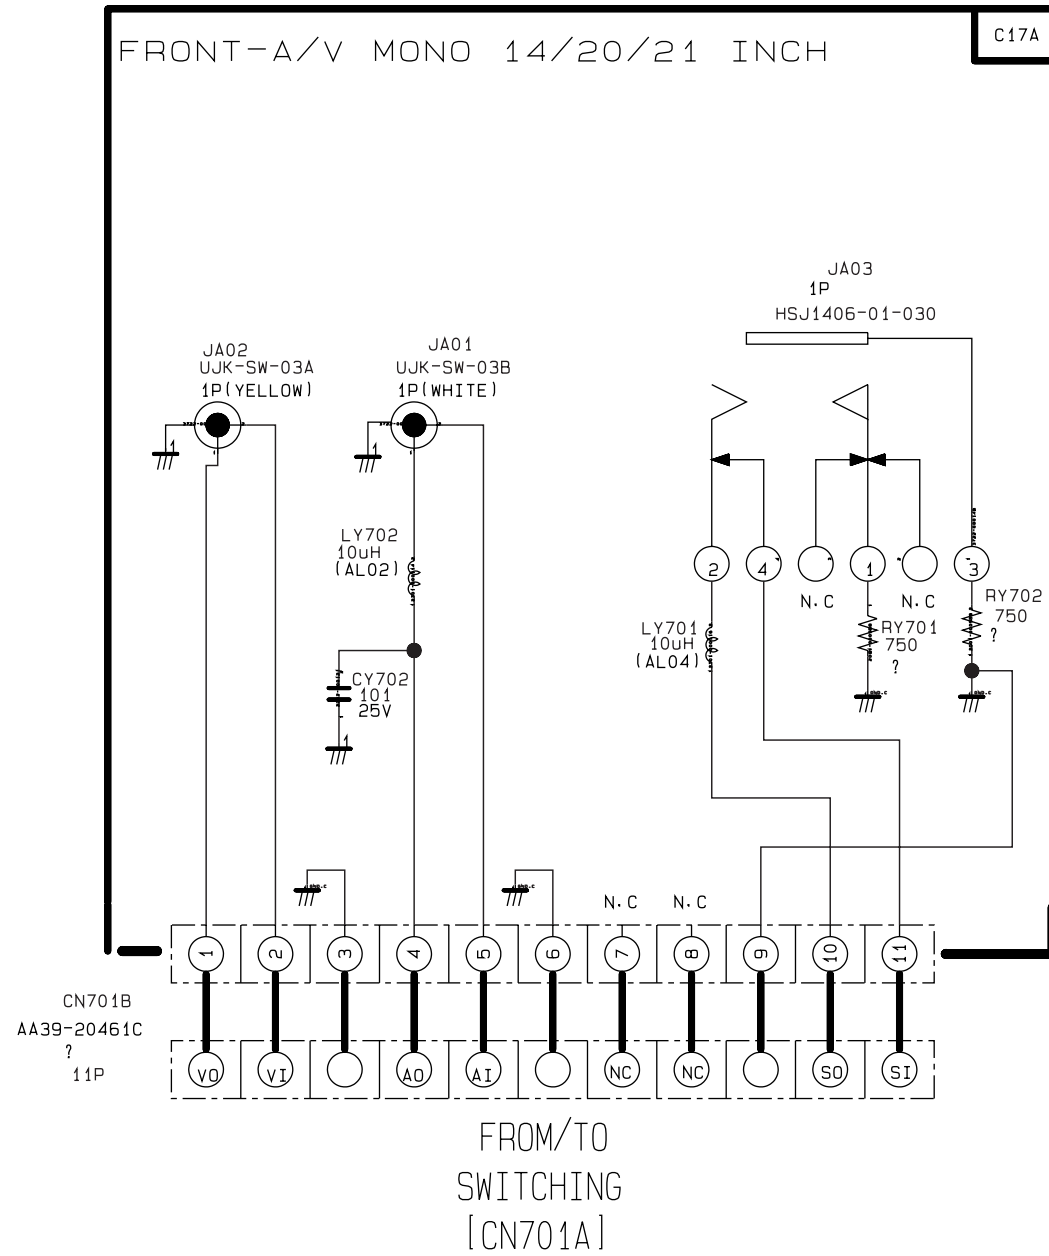 FRONT-A/V MONO 14/20/21 INCH
C17A
JA03
1P
HSJ1406-01-030
JA02
UJK-SW-03A
1P(YELLOW)
JA01
UJK-SW-03B
1P(WHITE)
1
1
LY702
10uH
(AL02)
2
4
1
3
N.C
N.C
RY702
750
?
LY701
10uH
(AL04)
RY701
750
?
CY702
101
25V
1
N.C
N.C
1
2
3
4
5
6
7
8
9
10
11
CN701B
AA39-20461C
?
11P
VO
VI
AO
AI
NC
NC
SO
SI
FROM/TO
SWITCHING
[CN701A]